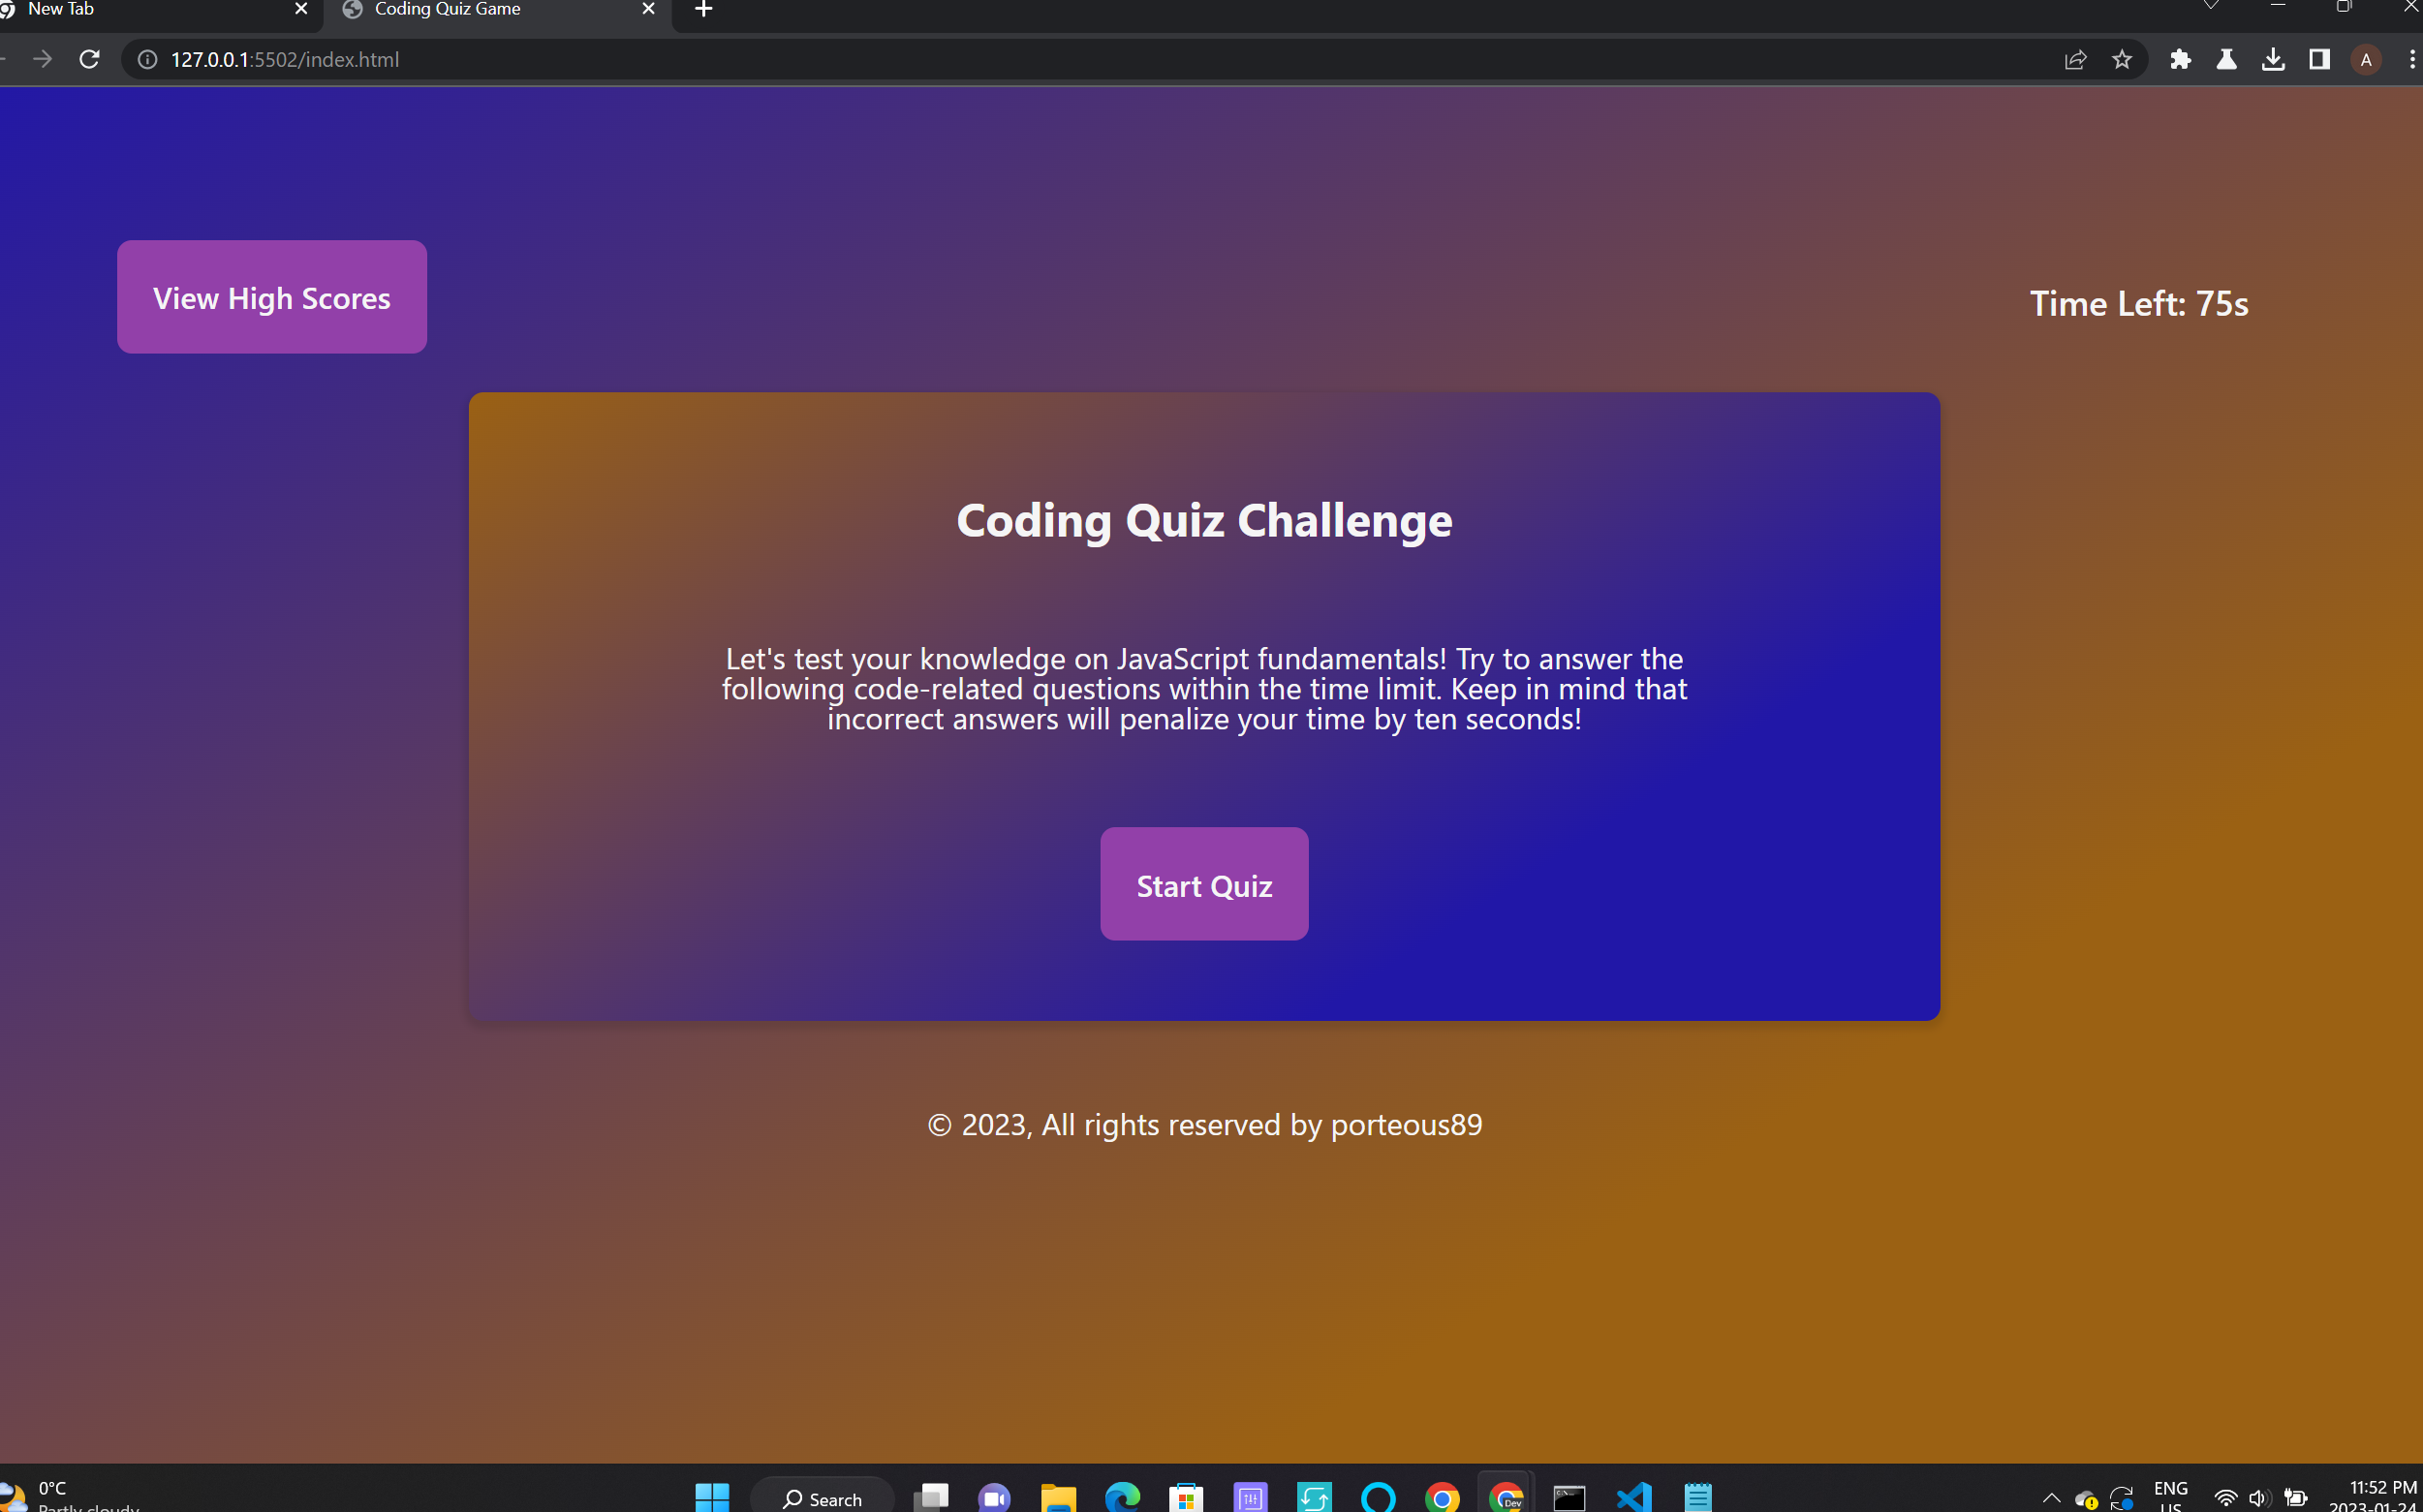 New Tab
Coding Quiz Game
127.0.0.1:5502/index.html
A
View High Scores
Time Left: 75s
Coding Quiz Challenge
Let's test your knowledge on JavaScript fundamentals! Try to answer the
following code-related questions within the time limit. Keep in mind that
incorrect answers will penalize your time by ten seconds!
Start Quiz
© 2023, All rights reserved by porteous89
0°C
Partly cloudy
Search
Dev
ENG
US
11:52 PM
2023-01-24